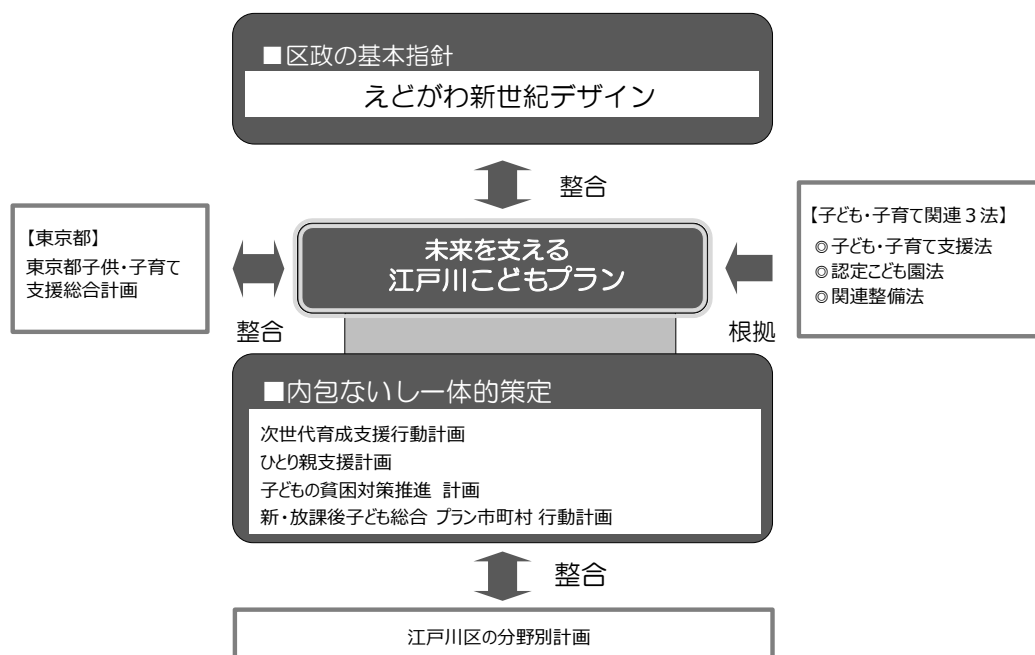 ■区政の基本指針
えどがわ新世紀デザイン
整合
【東京都】
東京都子供・子育て
支援総合計画
整合
未来を支える
江戸川こどもプラン
【子ども・子育て関連3法】
◎子ども・子育て支援法
◎認定こども園法
◎関連整備法
根拠
■内包ないし一体的策定
次世代育成支援行動計画
ひとり親支援計画
子どもの貧困対策推進 計画
新・放課後子ども総合 プラン市町村 行動計画
整合
江戸川区の分野別計画